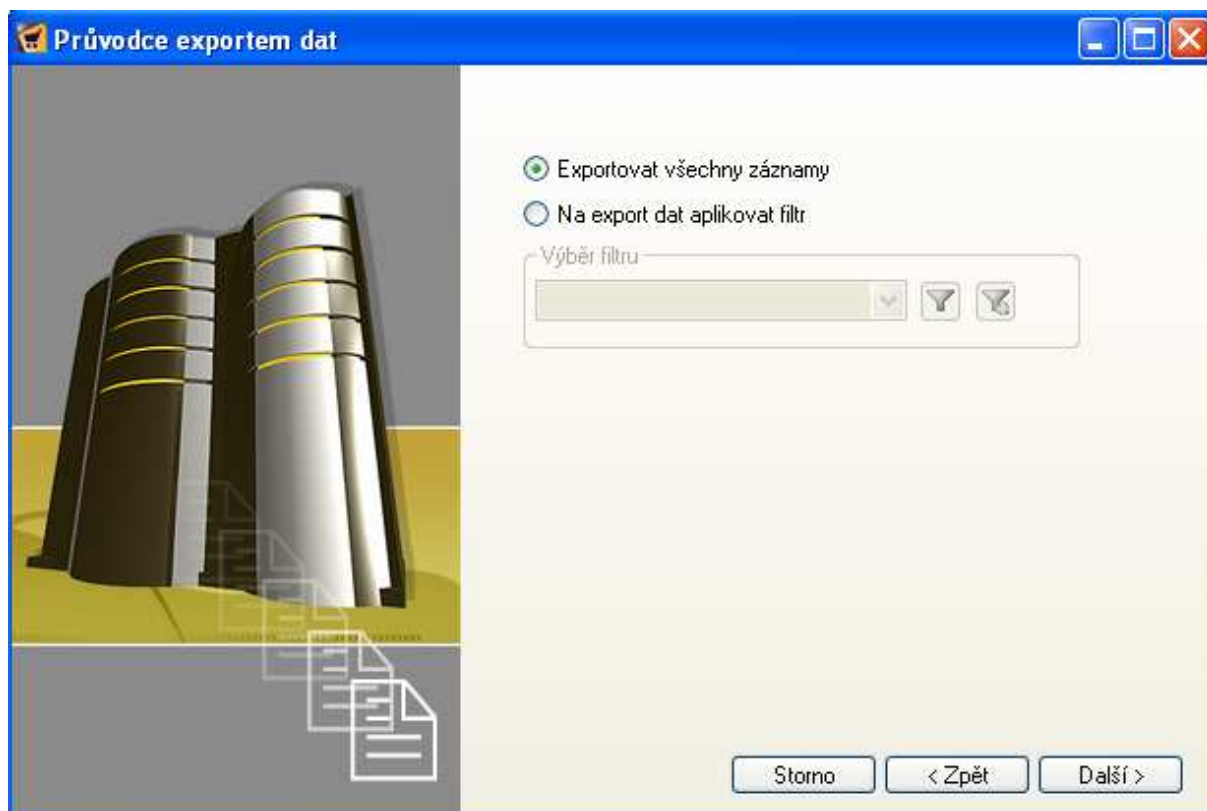 Průvodce exportem dat
Exportovat všechny záznamy
Na export dat aplikovat filtr
Výběr filtru
Storno
< Zpět
Další >